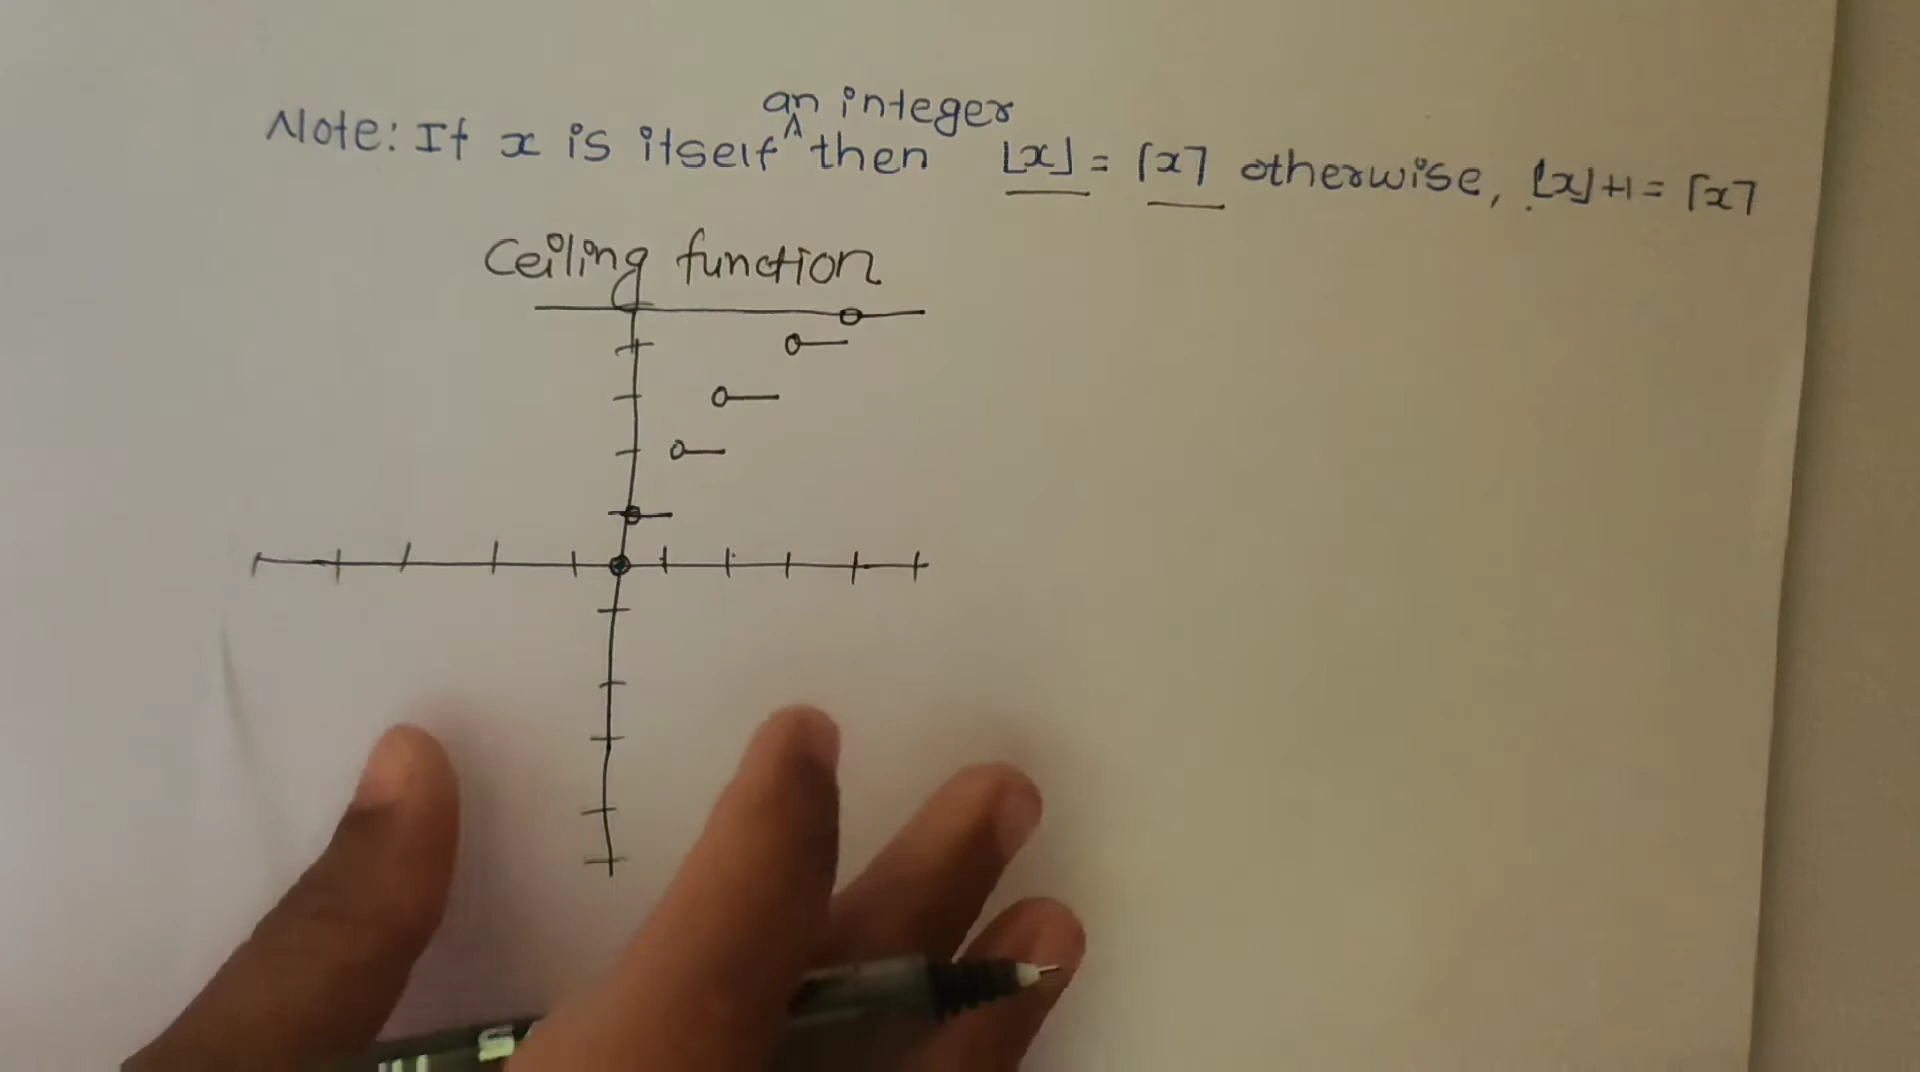 Note: If x is itself an integer then ⌊x⌋ = ⌈x⌉ otherwise, ⌊x⌋+1 = ⌈x⌉
Ceiling function